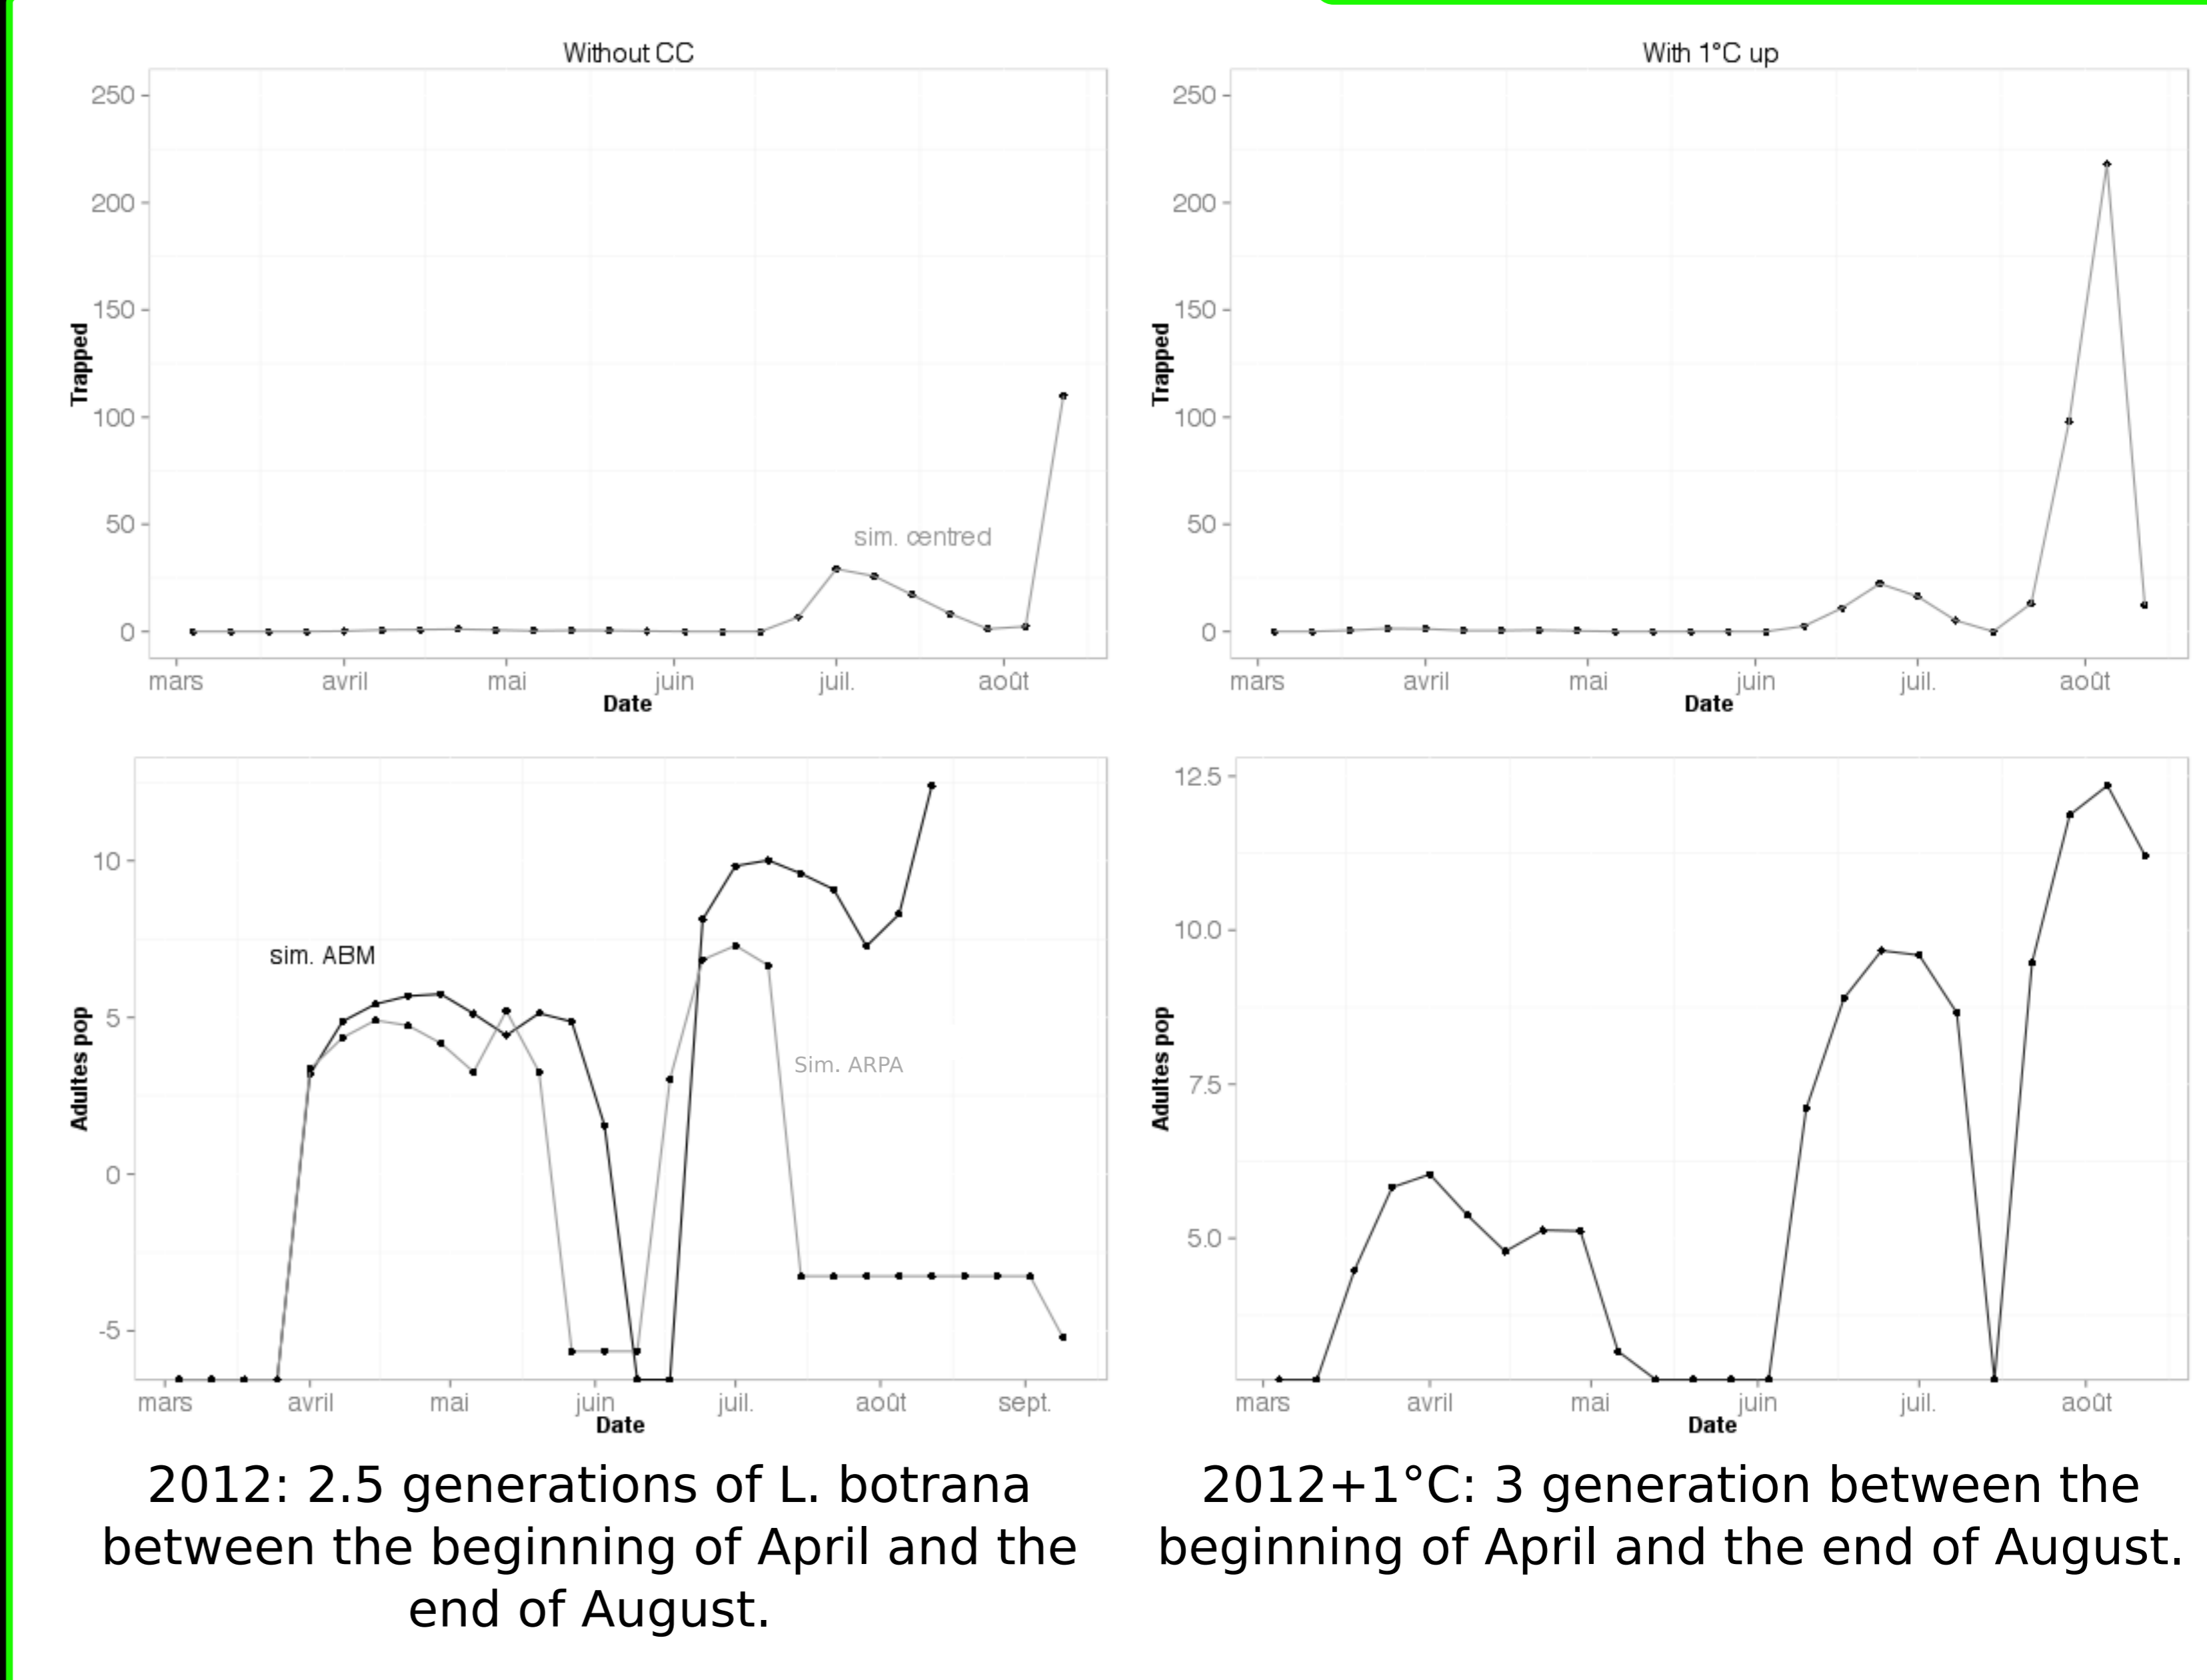 Without CC
250
200
150
100
50
0
Trapped
sim. centred
mars avril mai juin juil. août
Date
With 1°C up
250
200
150
100
50
0
Trapped
mars avril mai juin juil. août
Date
10
5
0
-5
Adultes pop
sim. ABM
Sim. ARPA
mars avril mai juin juil. août sept.
Date
12.5
10.0
7.5
5.0
Adultes pop
mars avril mai juin juil. août
Date
2012: 2.5 generations of L. botrana
between the beginning of April and the
end of August.
2012+1°C: 3 generation between the
beginning of April and the end of August.